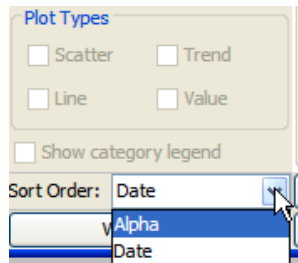 Plot Types
Scatter Trend
Line Value
Show category legend
Sort Order: Date
Alpha
Date